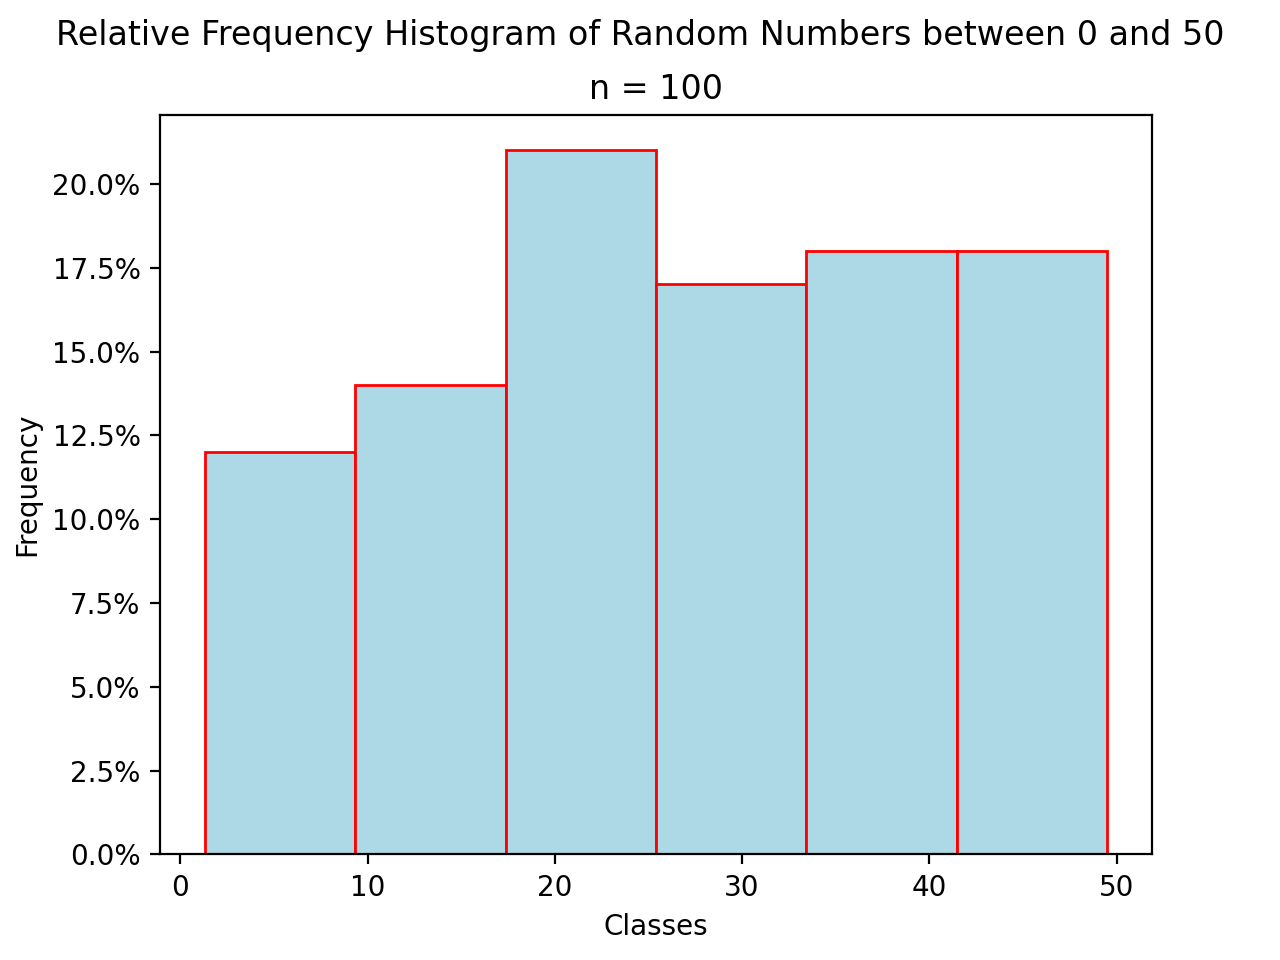 Relative Frequency Histogram of Random Numbers between 0 and 50
n = 100
20.0%
17.5%
15.0%
12.5%
10.0%
7.5%
5.0%
2.5%
0.0%
Frequency
0 10 20 30 40 50
Classes